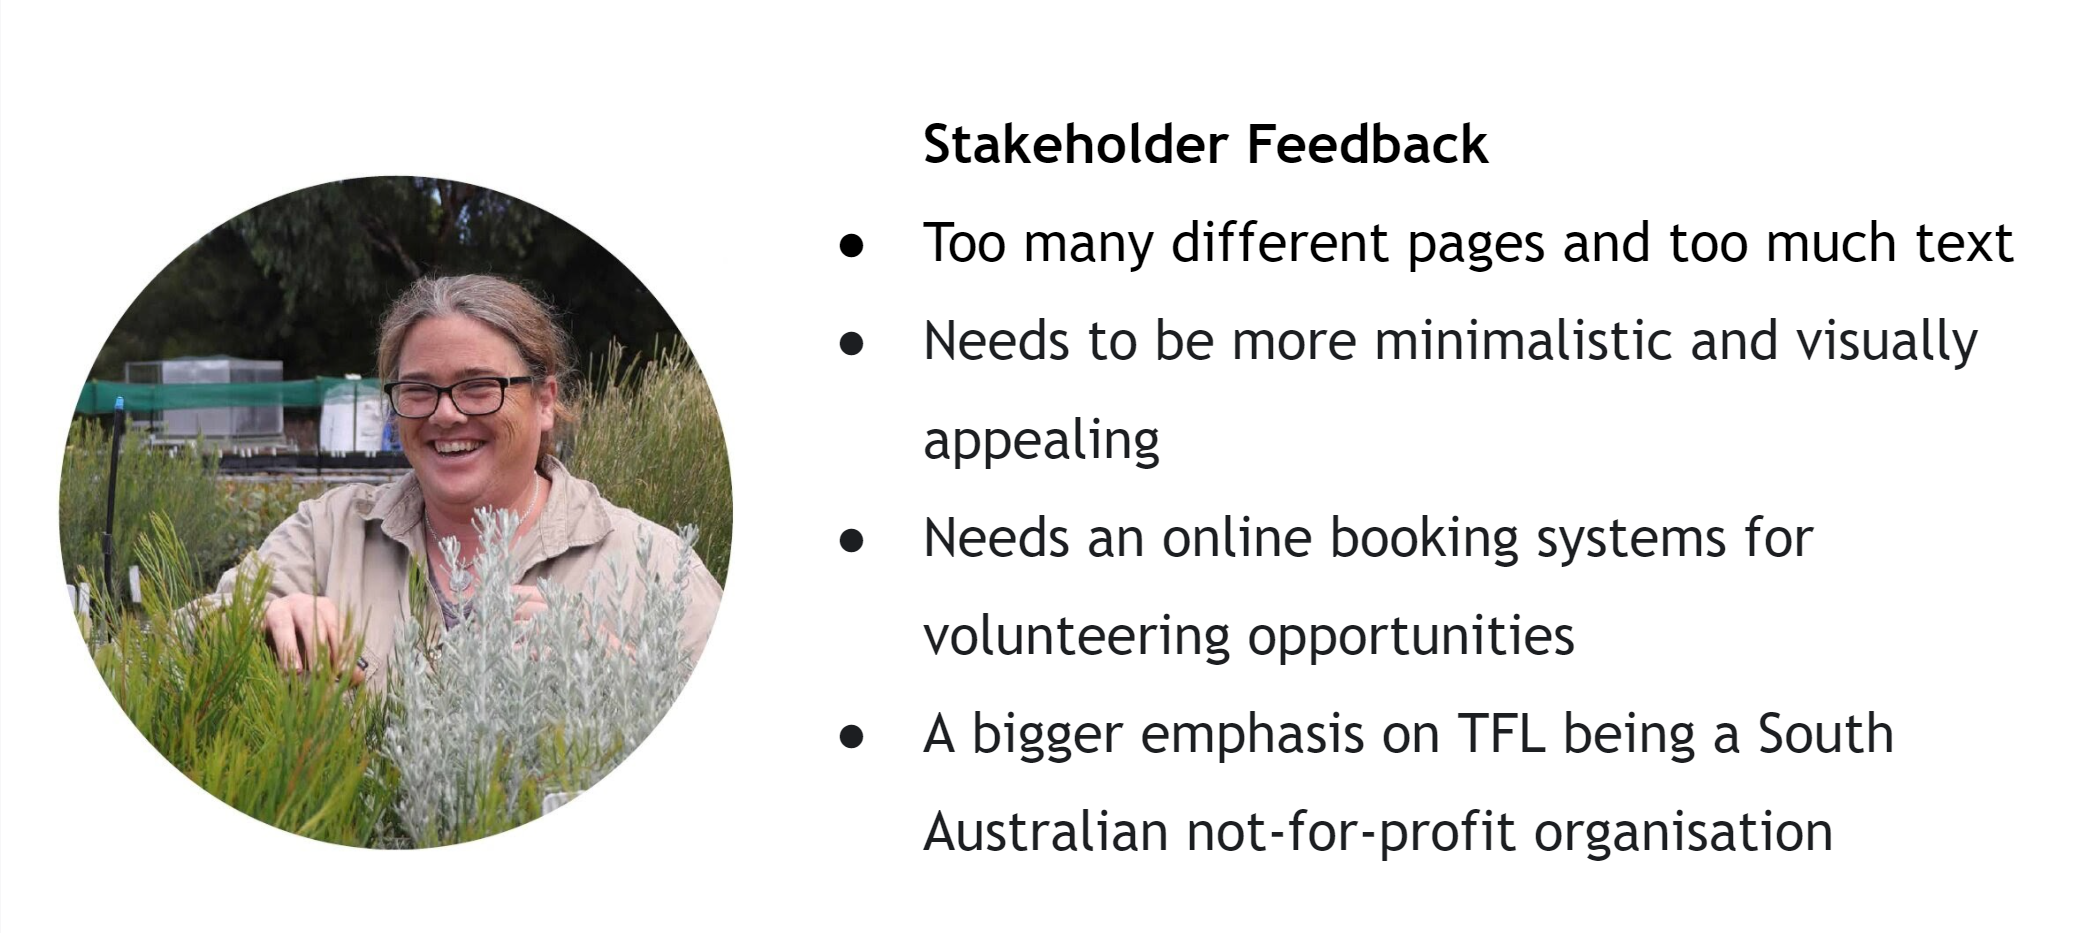 Stakeholder Feedback
● Too many different pages and too much text
● Needs to be more minimalistic and visually
appealing
● Needs an online booking systems for
volunteering opportunities
● A bigger emphasis on TFL being a South
Australian not-for-profit organisation